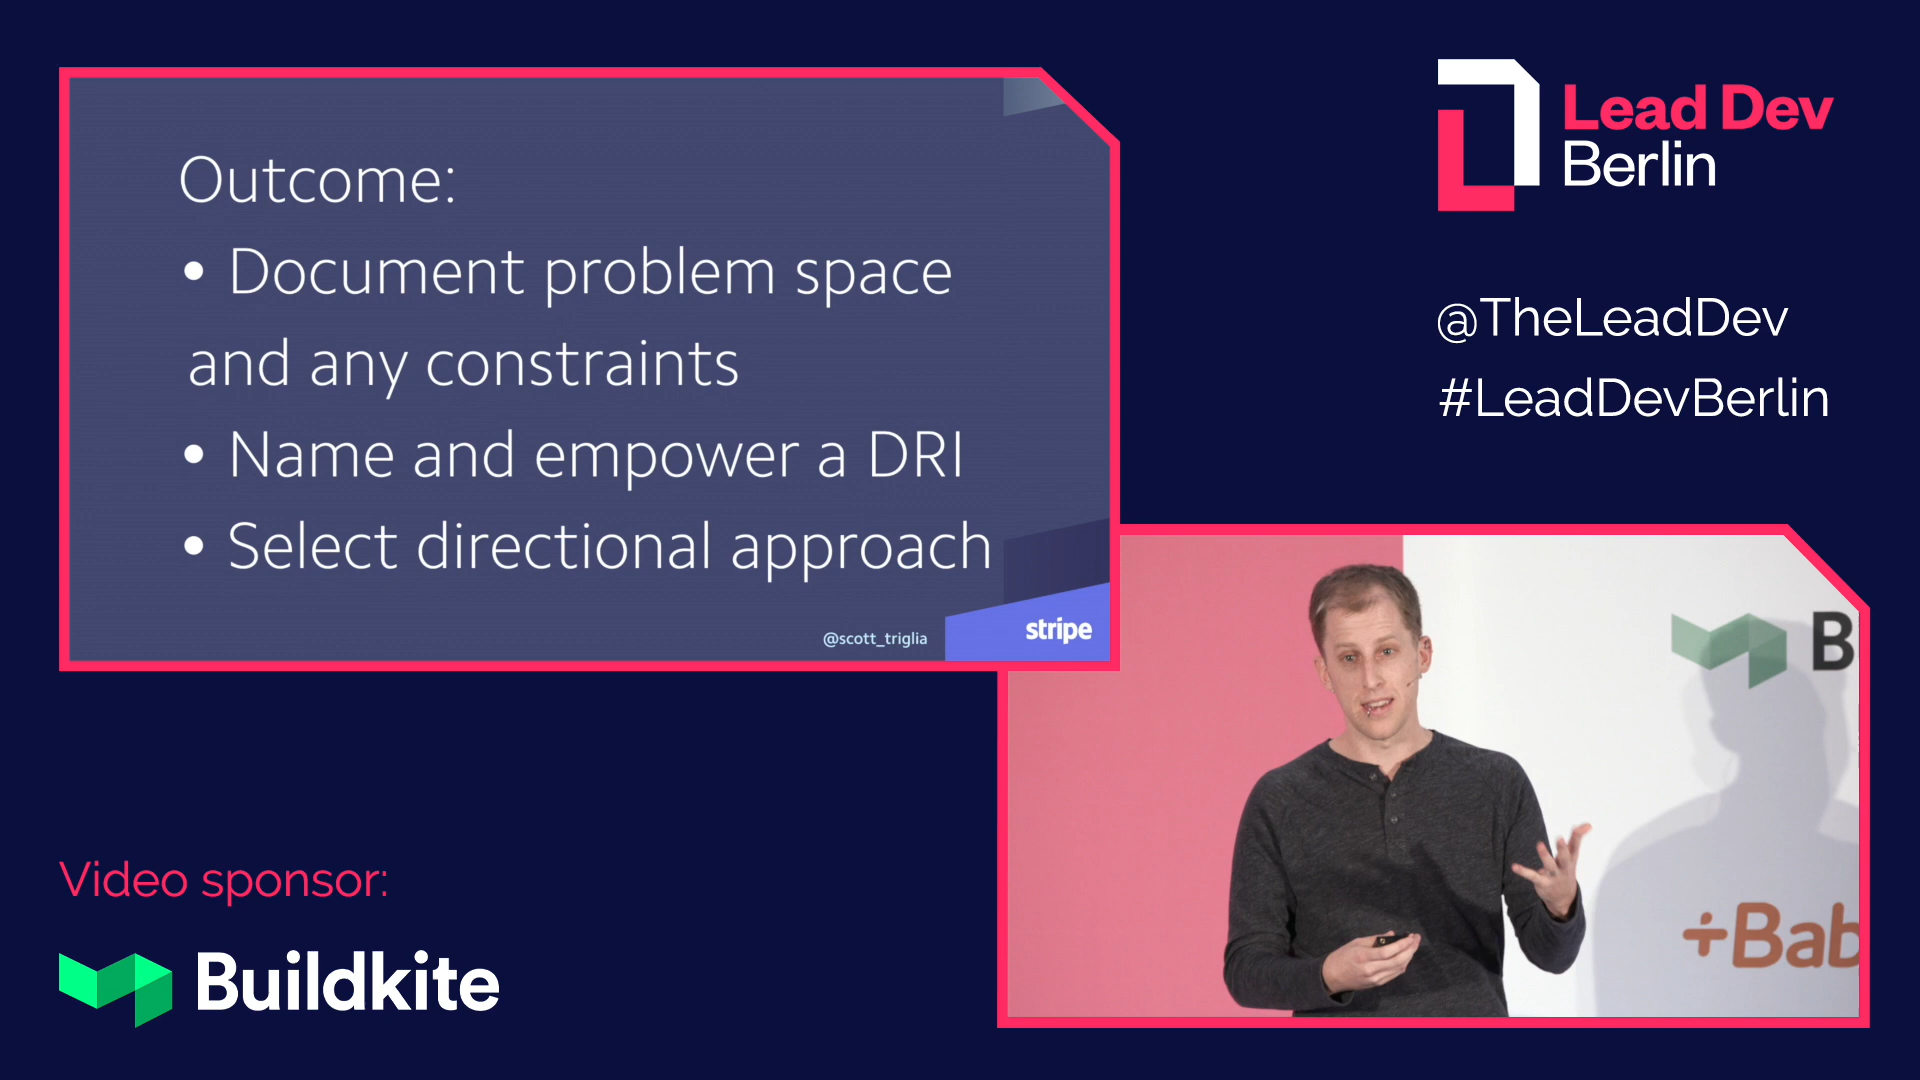 Outcome:
• Document problem space
and any constraints
• Name and empower a DRI
• Select directional approach
@scott_triglia
stripe
Lead Dev
Berlin
@TheLeadDev
#LeadDevBerlin
B
+Bab
Video sponsor:
Buildkite